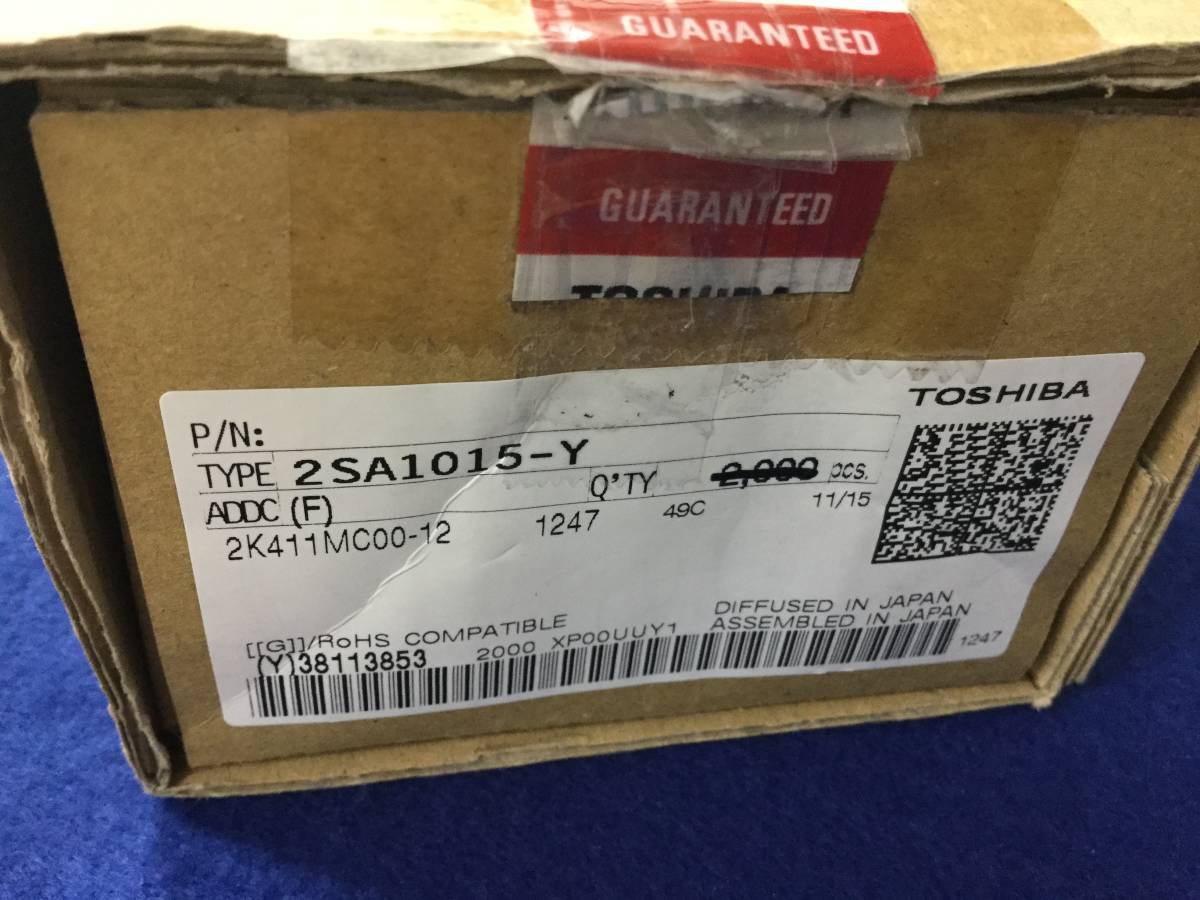 GUARANTEED
GUARANTEED
TOSHIBA
TOSHIBA
P/N:
TYPE 2SA1015-Y
ADDC (F) Q'TY 2,000 pcs.
2K411MC00-12 1247 49C 11/15
DIFFUSED IN JAPAN
[[G]]/RoHS COMPATIBLE ASSEMBLED IN JAPAN
(Y)38113853 2000 XP00UUY1 1247